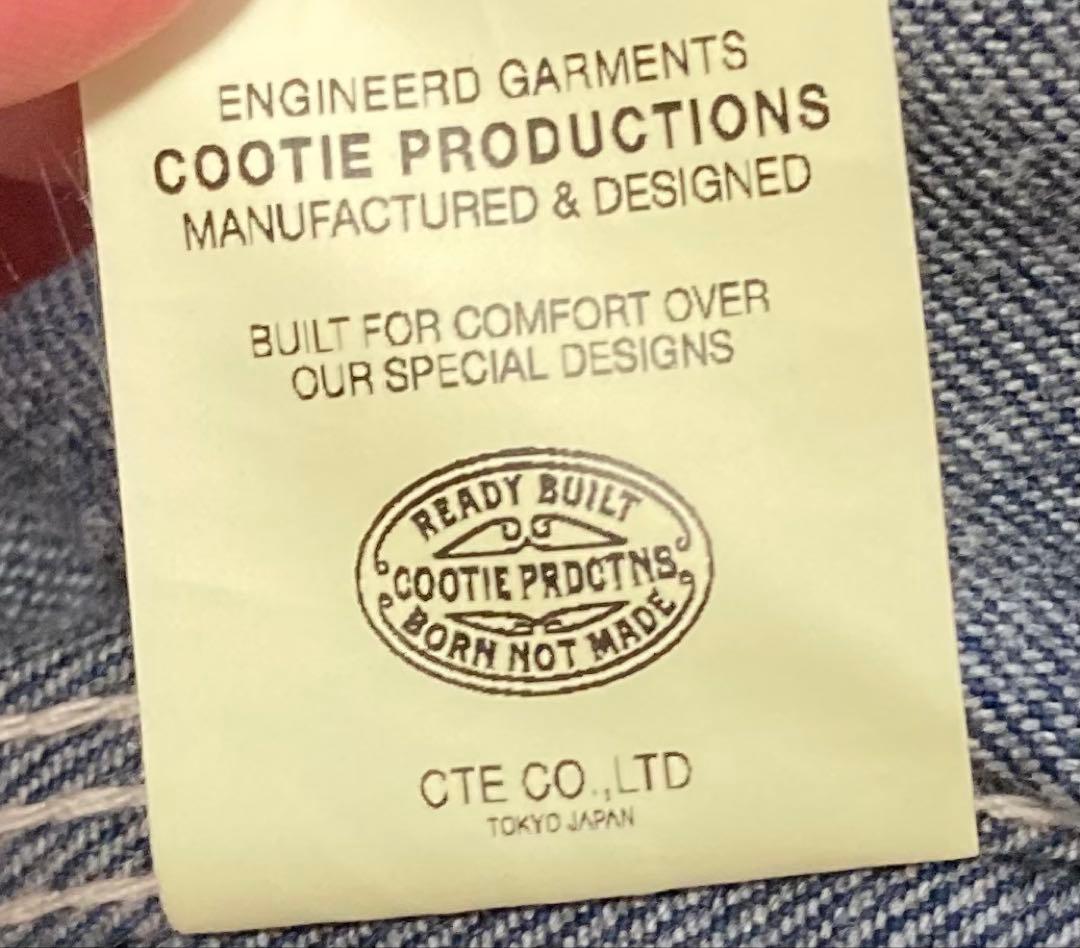 ENGINEERD GARMENTS
COOTIE PRODUCTIONS
MANUFACTURED & DESIGNED
BUILT FOR COMFORT OVER
OUR SPECIAL DESIGNS
READY BUILT
COOTIE PRDCTNS
BORN NOT MADE
CTE CO.,LTD
TOKYO JAPAN